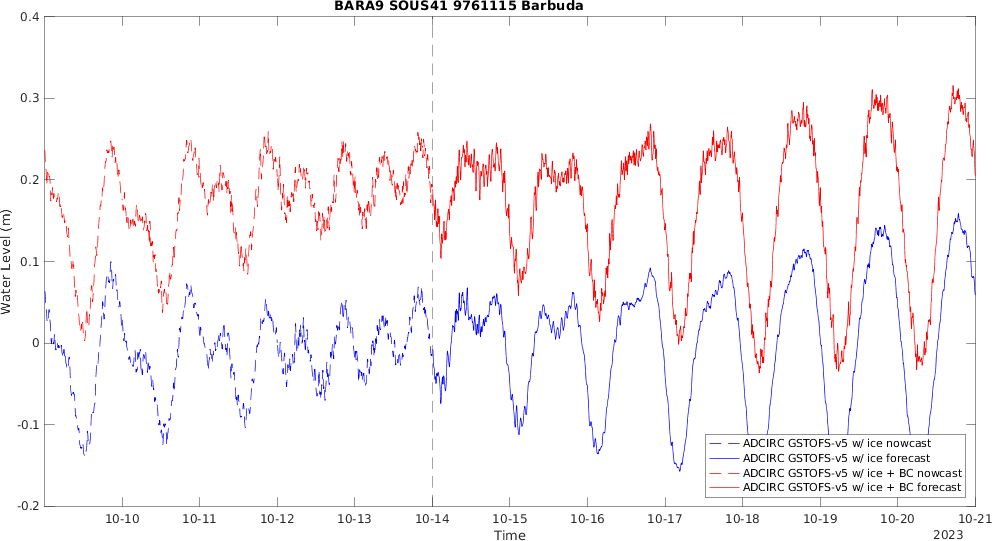 BARA9 SOUS41 9761115 Barbuda
Water Level (m)
0.4
0.3
0.2
0.1
0
-0.1
-0.2
10-10
10-11
10-12
10-13
10-14
10-15
10-16
10-17
10-18
10-19
10-20
10-21
Time
2023
ADCIRC GSTOFS-v5 w/ ice nowcast
ADCIRC GSTOFS-v5 w/ ice forecast
ADCIRC GSTOFS-v5 w/ ice + BC nowcast
ADCIRC GSTOFS-v5 w/ ice + BC forecast